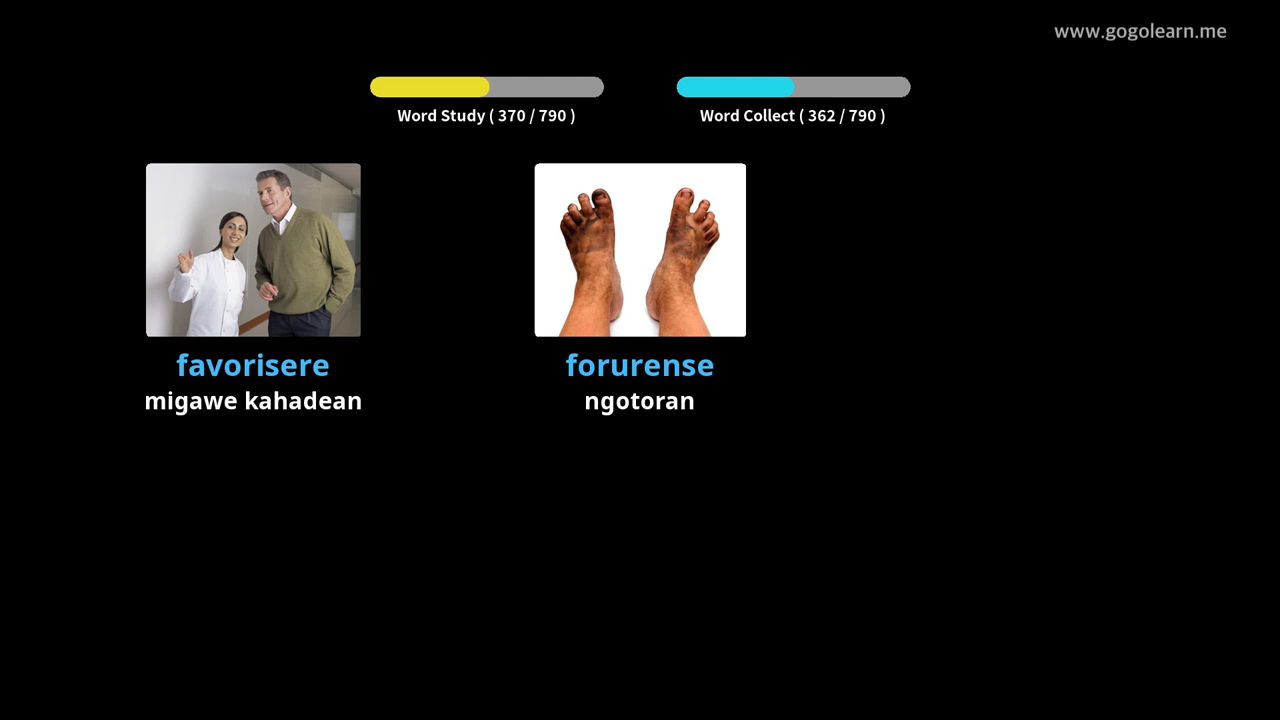 www.gogolearn.me
Word Study ( 370 / 790 )
Word Collect ( 362 / 790 )
favorisere
migawe kahadean
forurense
ngotoran